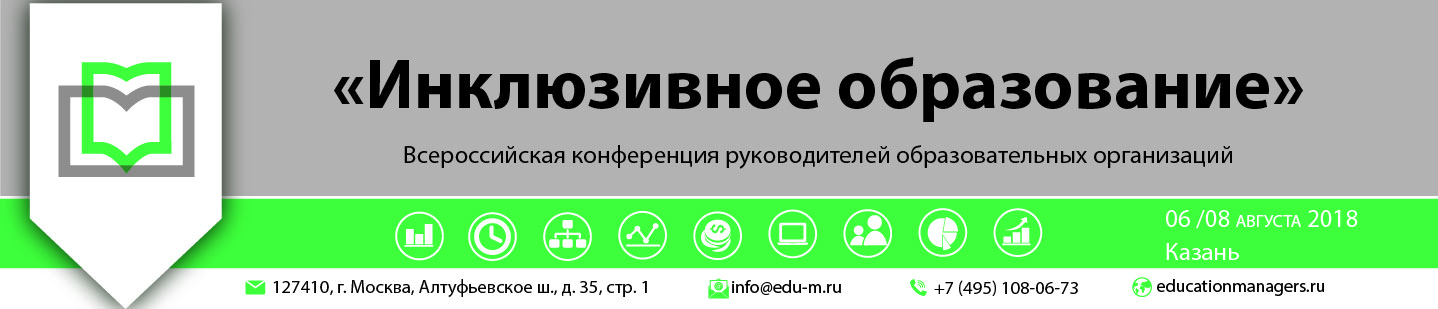 «Инклюзивное образование»
Всероссийская конференция руководителей образовательных организаций
06 /08 АВГУСТА 2018
Казань
127410, г. Москва, Алтуфьевское ш., д. 35, стр. 1
info@edu-m.ru
+7 (495) 108-06-73
educationmanagers.ru